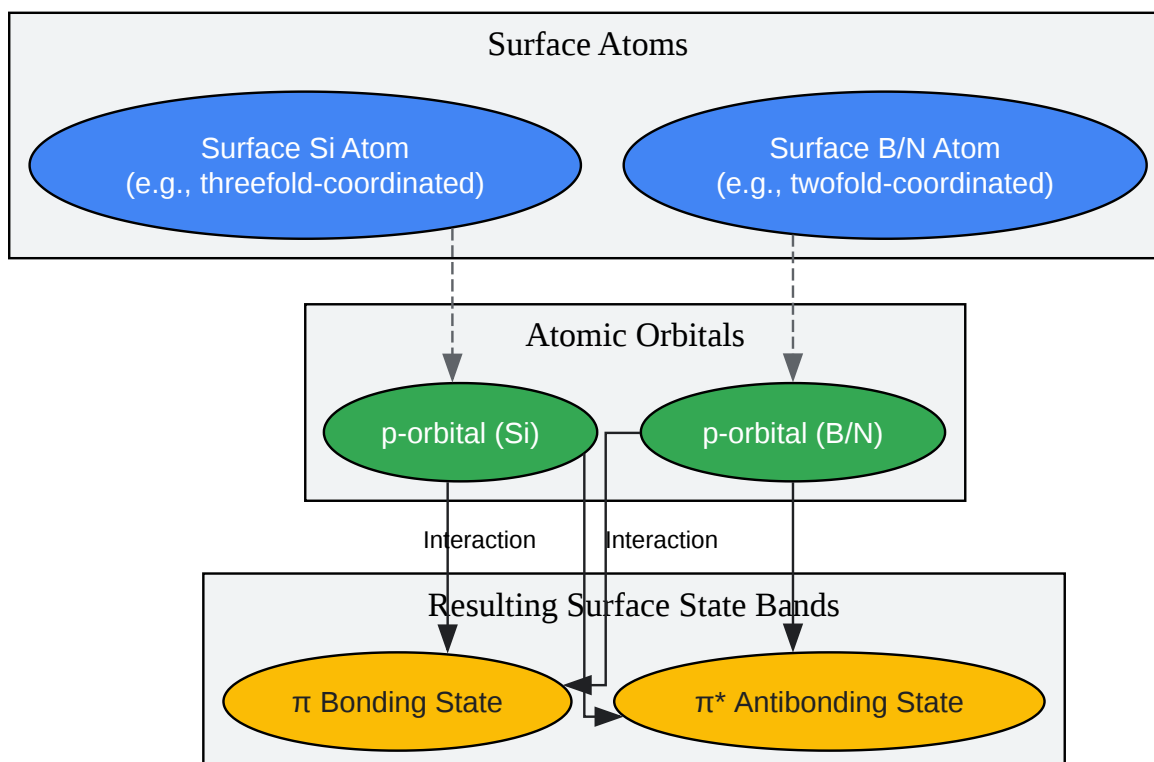 Surface Atoms
Surface Si Atom
(e.g., threefold-coordinated)
Surface B/N Atom
(e.g., twofold-coordinated)
Atomic Orbitals
p-orbital (Si)
p-orbital (B/N)
Interaction
Interaction
Resulting Surface State Bands
π Bonding State
π* Antibonding State